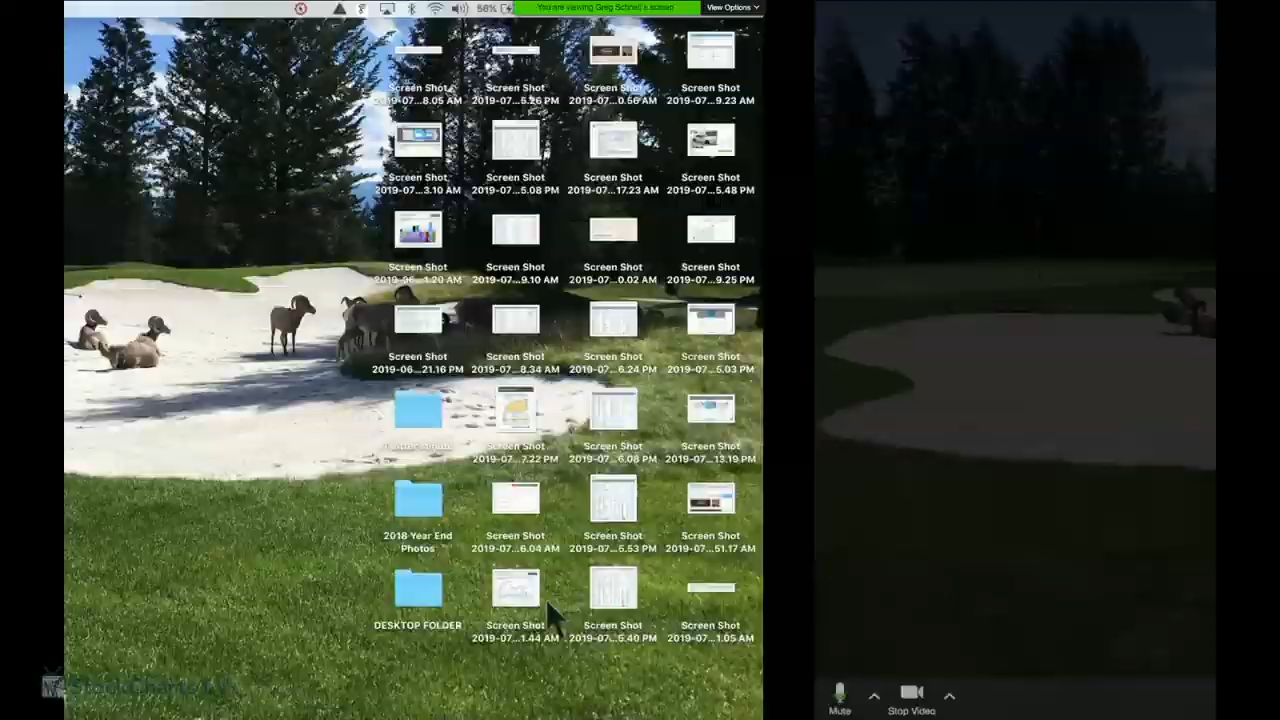 56%
You are viewing Greg Schnell's screen
View Options
Screen Shot
2019-07...8.05 AM
Screen Shot
2019-07...5.26 PM
Screen Shot
2019-07...0.56 AM
Screen Shot
2019-07...9.23 AM
Screen Shot
2019-07...3.10 AM
Screen Shot
2019-07...5.08 PM
Screen Shot
2019-07...17.23 AM
Screen Shot
2019-07...5.48 PM
Screen Shot
2019-06...1.20 AM
Screen Shot
2019-07...9.10 AM
Screen Shot
2019-07...0.02 AM
Screen Shot
2019-07...9.25 PM
Screen Shot
2019-06...21.16 PM
Screen Shot
2019-07...8.34 AM
Screen Shot
2019-07...6.24 PM
Screen Shot
2019-07...5.03 PM
Screen Shot
2019-07...7.22 PM
Screen Shot
2019-07...6.08 PM
Screen Shot
2019-07...13.19 PM
2018 Year End
Photos
Screen Shot
2019-07...6.04 AM
Screen Shot
2019-07...5.53 PM
Screen Shot
2019-07...51.17 AM
DESKTOP FOLDER
Screen Shot
2019-07...1.44 AM
Screen Shot
2019-07...5.40 PM
Screen Shot
2019-07...1.05 AM
StockCharts TV
Mute
Stop Video